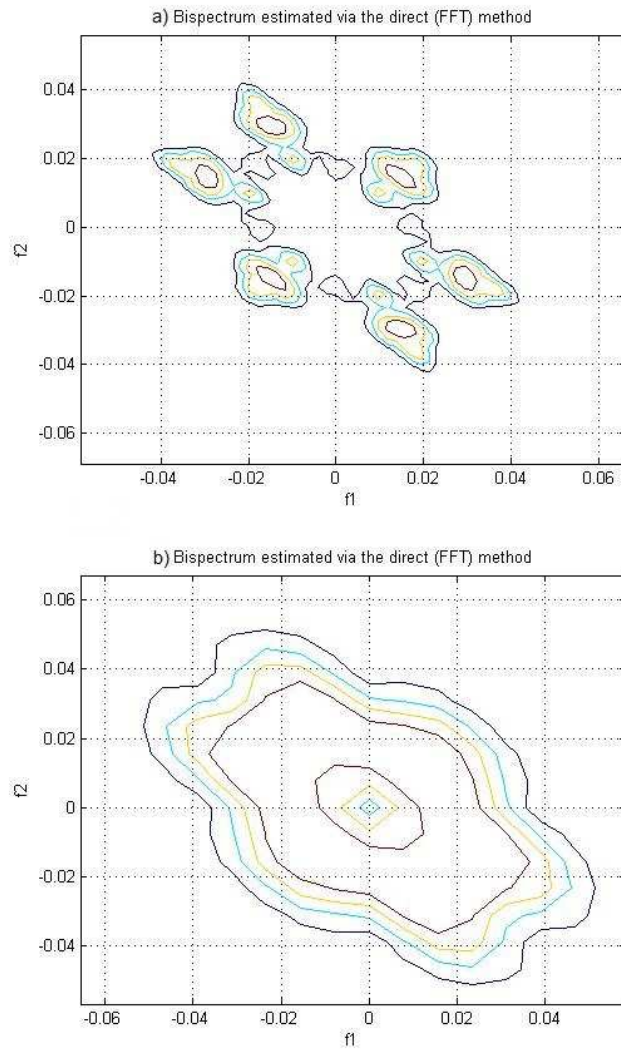 a) Bispectrum estimated via the direct (FFT) method
0.04
0.02
0
-0.02
-0.04
-0.06
f2
-0.04 -0.02 0 0.02 0.04 0.06
f1
b) Bispectrum estimated via the direct (FFT) method
0.06
0.04
0.02
0
-0.02
-0.04
f2
-0.06 -0.04 -0.02 0 0.02 0.04
f1